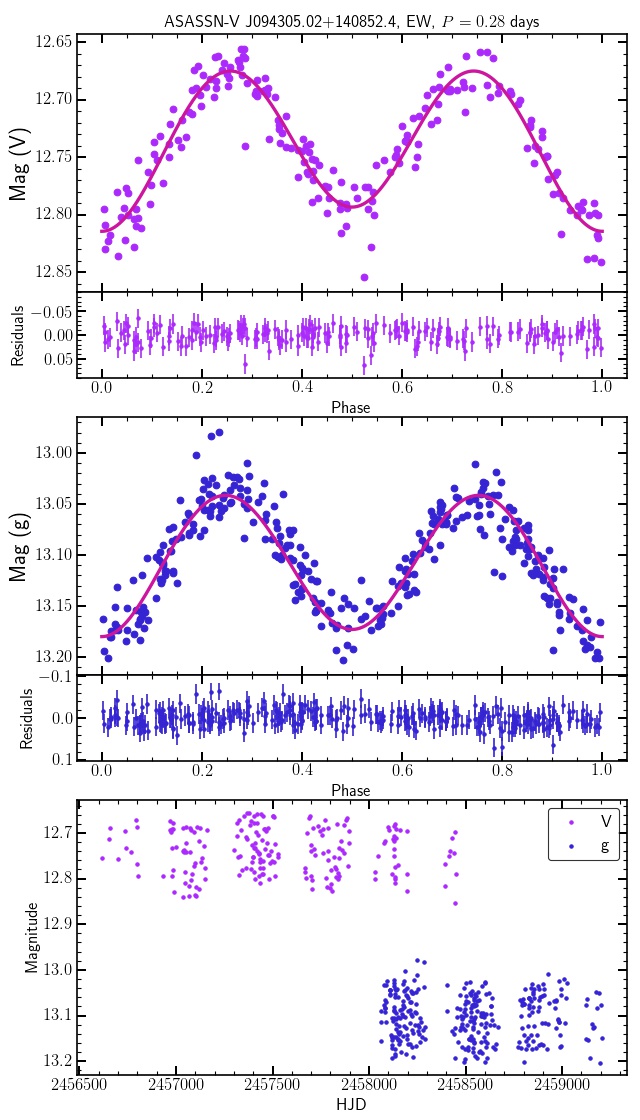 ASASSN-V J094305.02+140852.4, EW, P = 0.28 days
12.65
12.70
12.75
12.80
12.85
Mag (V)
−0.05
0.00
0.05
Residuals
0.0 0.2 0.4 0.6 0.8 1.0
Phase
13.00
13.05
13.10
13.15
13.20
Mag (g)
−0.1
0.0
0.1
Residuals
0.0 0.2 0.4 0.6 0.8 1.0
Phase
V
g
12.7
12.8
12.9
13.0
13.1
13.2
Magnitude
2456500 2457000 2457500 2458000 2458500 2459000
HJD